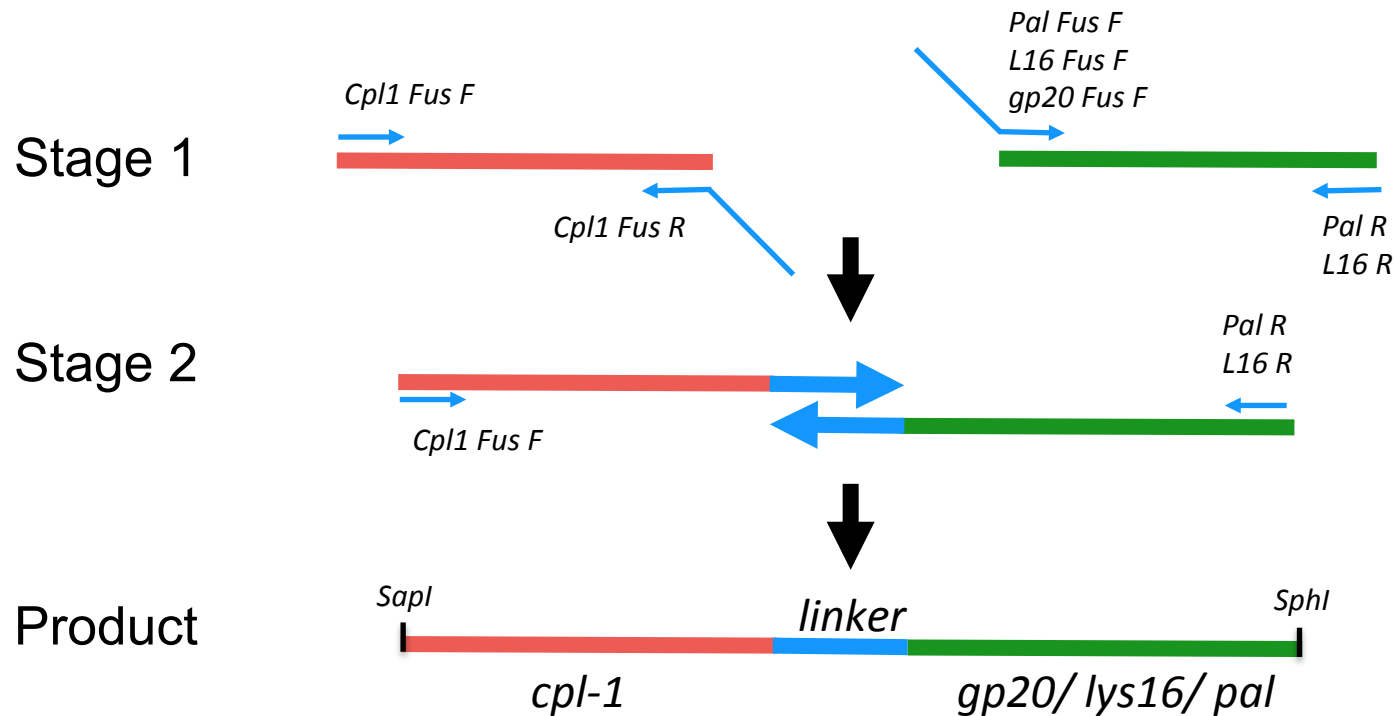 Stage 1
Cpl1 Fus F
Cpl1 Fus R
Pal Fus F
L16 Fus F
gp20 Fus F
Pal R
L16 R
Stage 2
Cpl1 Fus F
Pal R
L16 R
Product
SapI
linker
SphI
cpl-1
gp20/ lys16/ pal